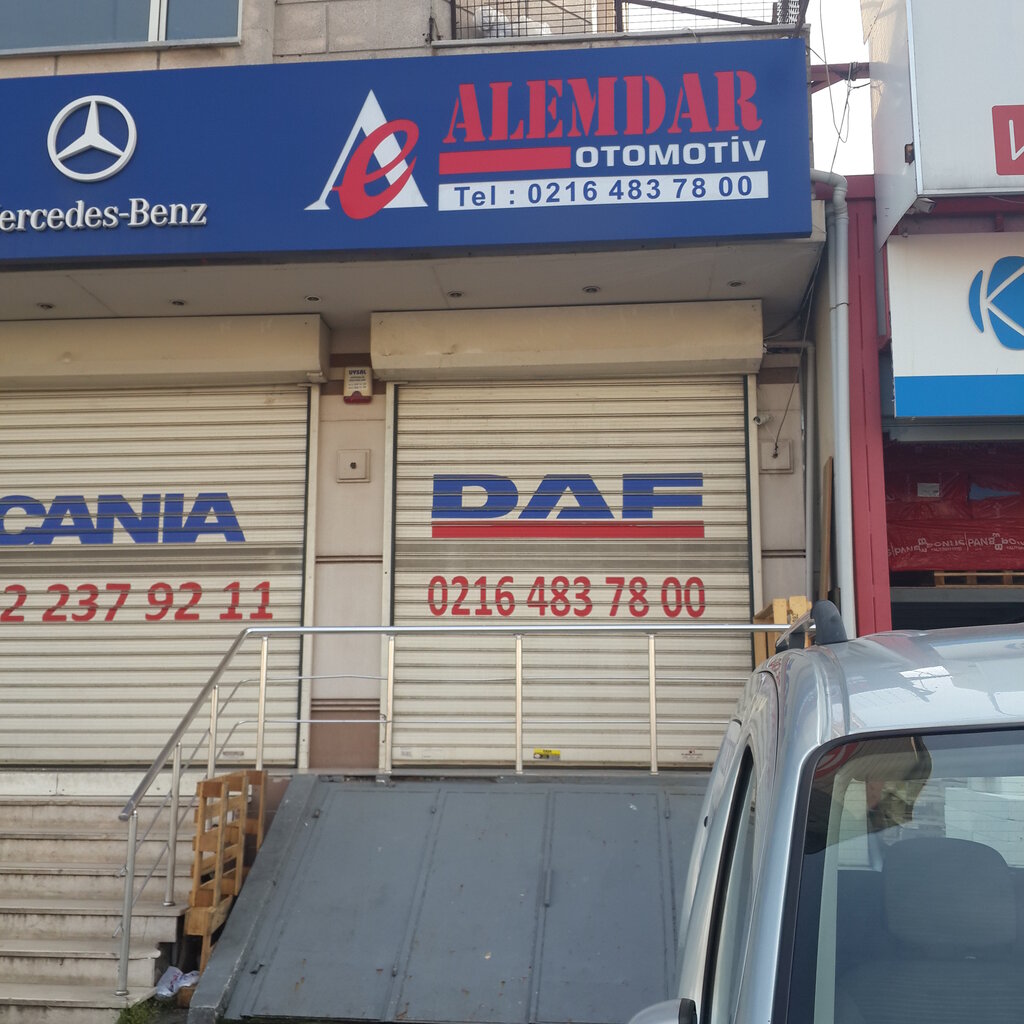 ALEMDAR
OTOMOTİV
Tel : 0216 483 78 00
ercedes-Benz
UYSAL
CANIA
2 237 92 11
DAF
0216 483 78 00
K